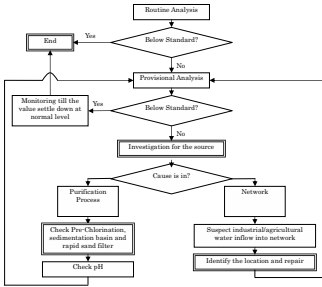 Routine Analysis
Yes
End
Below Standard?
No
Provisional Analysis
Monitoring till the
value settle down at
normal level
Yes
Below Standard?
No
Investigation for the source
Cause is in?
Purification
Process
Network
Check Pre-Chlorination,
sedimentation basin and
rapid sand filter
Suspect industrial/agricultural
water inflow into network
Check pH
Identify the location and repair